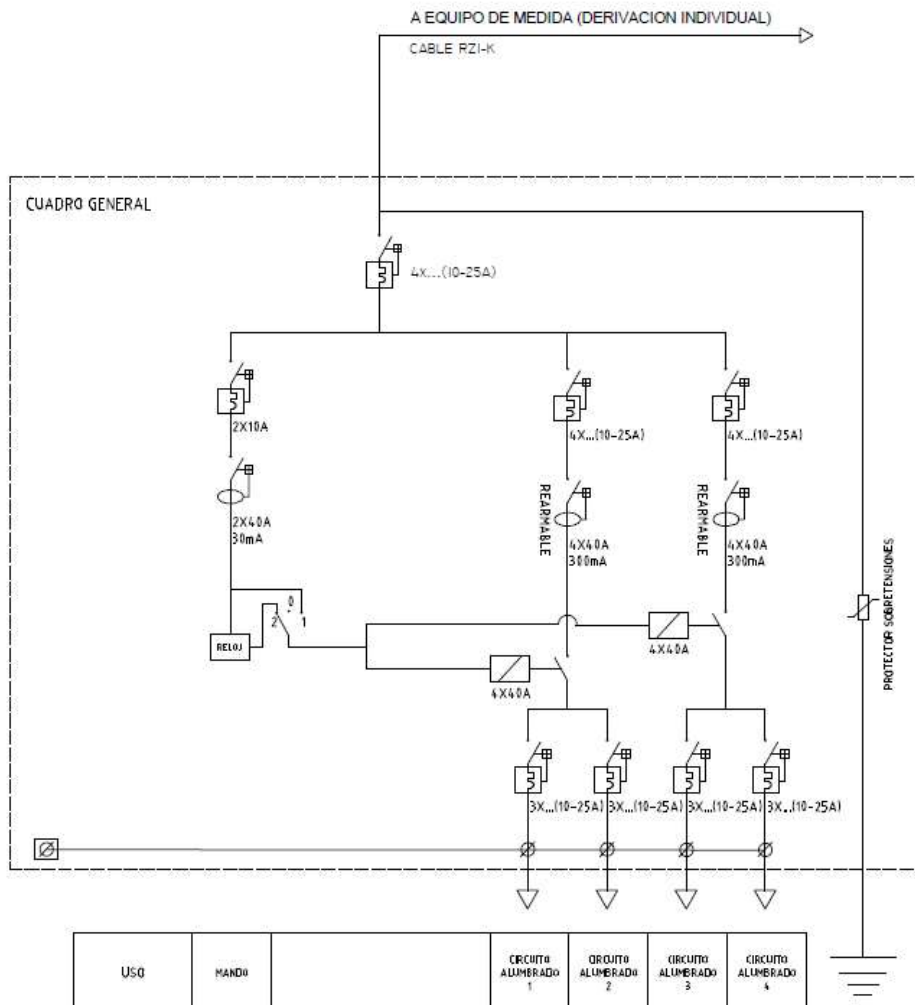 A EQUIPO DE MEDIDA (DERIVACION INDIVIDUAL)
CABLE RZ1-K
CUADRO GENERAL
4x...(10-25A)
2X10A
4X...(10-25A)
4X...(10-25A)
2X40A
30mA
REARMABLE
4X40A
300mA
REARMABLE
4X40A
300mA
PROTECTOR SOBRETENSIONES
0
2
1
RELOJ
4X40A
4X40A
3X...(10-25A)
3X...(10-25A)
3X...(10-25A)
3X...(10-25A)
USO
MANDO
CIRCUITO
ALUMBRADO
1
CIRCUITO
ALUMBRADO
2
CIRCUITO
ALUMBRADO
3
CIRCUITO
ALUMBRADO
4